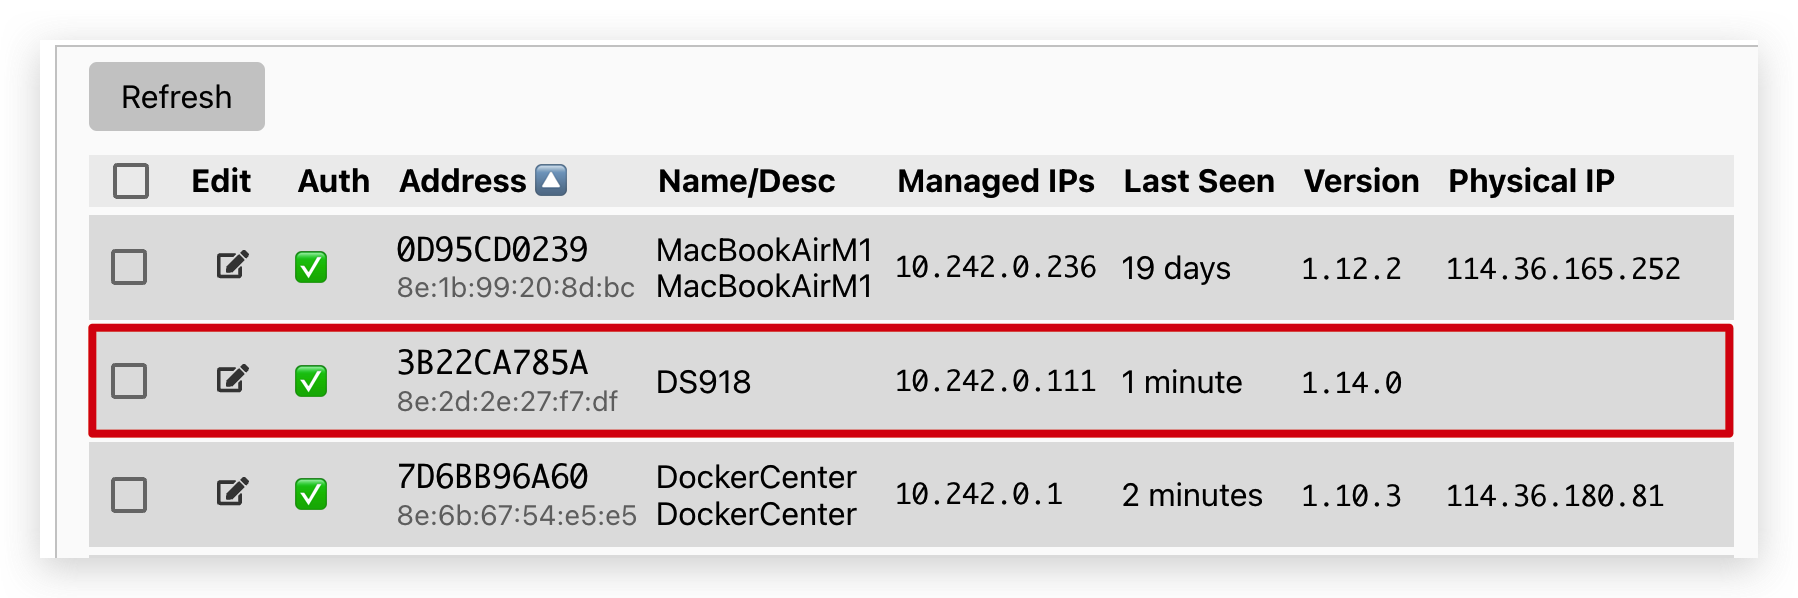 Refresh
Edit Auth Address Name/Desc Managed IPs Last Seen Version Physical IP
0D95CD0239 MacBookAirM1 10.242.0.236 19 days 1.12.2 114.36.165.252
8e:1b:99:20:8d:bc MacBookAirM1
3B22CA785A DS918 10.242.0.111 1 minute 1.14.0
8e:2d:2e:27:f7:df
7D6BB96A60 DockerCenter 10.242.0.1 2 minutes 1.10.3 114.36.180.81
8e:6b:67:54:e5:e5 DockerCenter